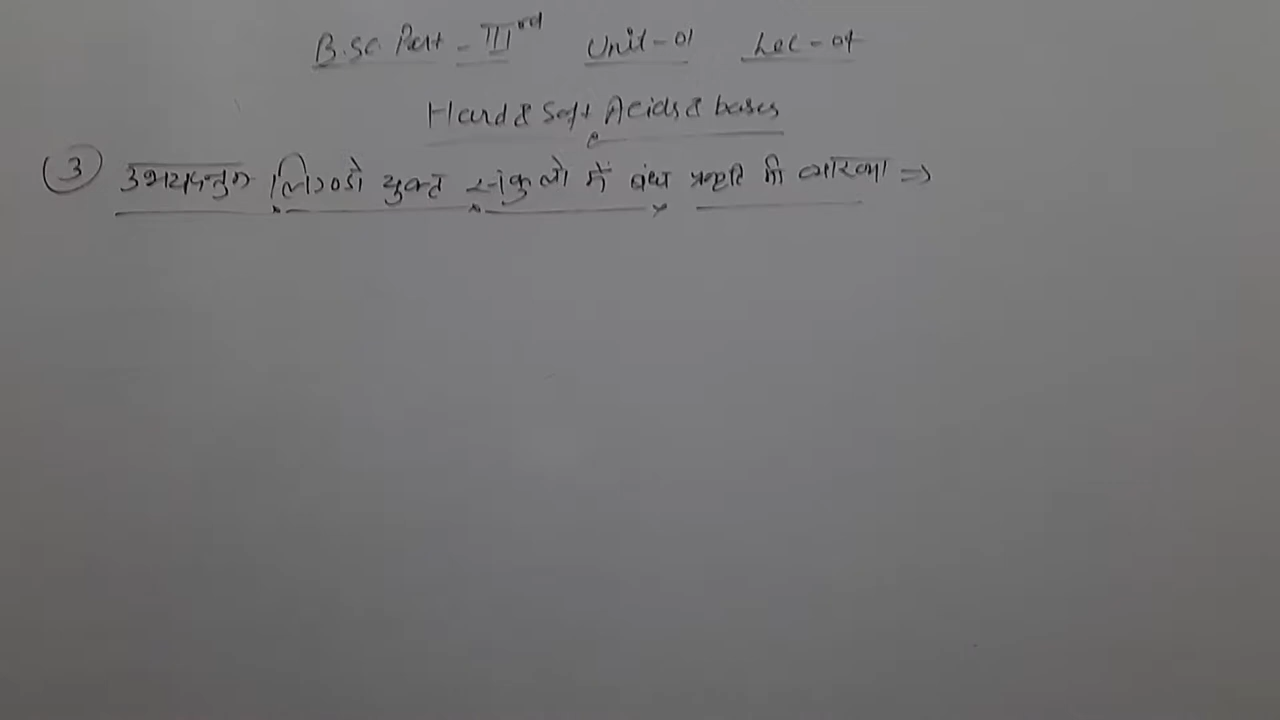 B.Sc Part - IIIrd Unit-01 Lec-04
Hard & Soft Acids & bases
(3) उभयदन्तुक लिगण्डो युक्त संकुलो में बंध प्रकृति की व्याख्या ⇒